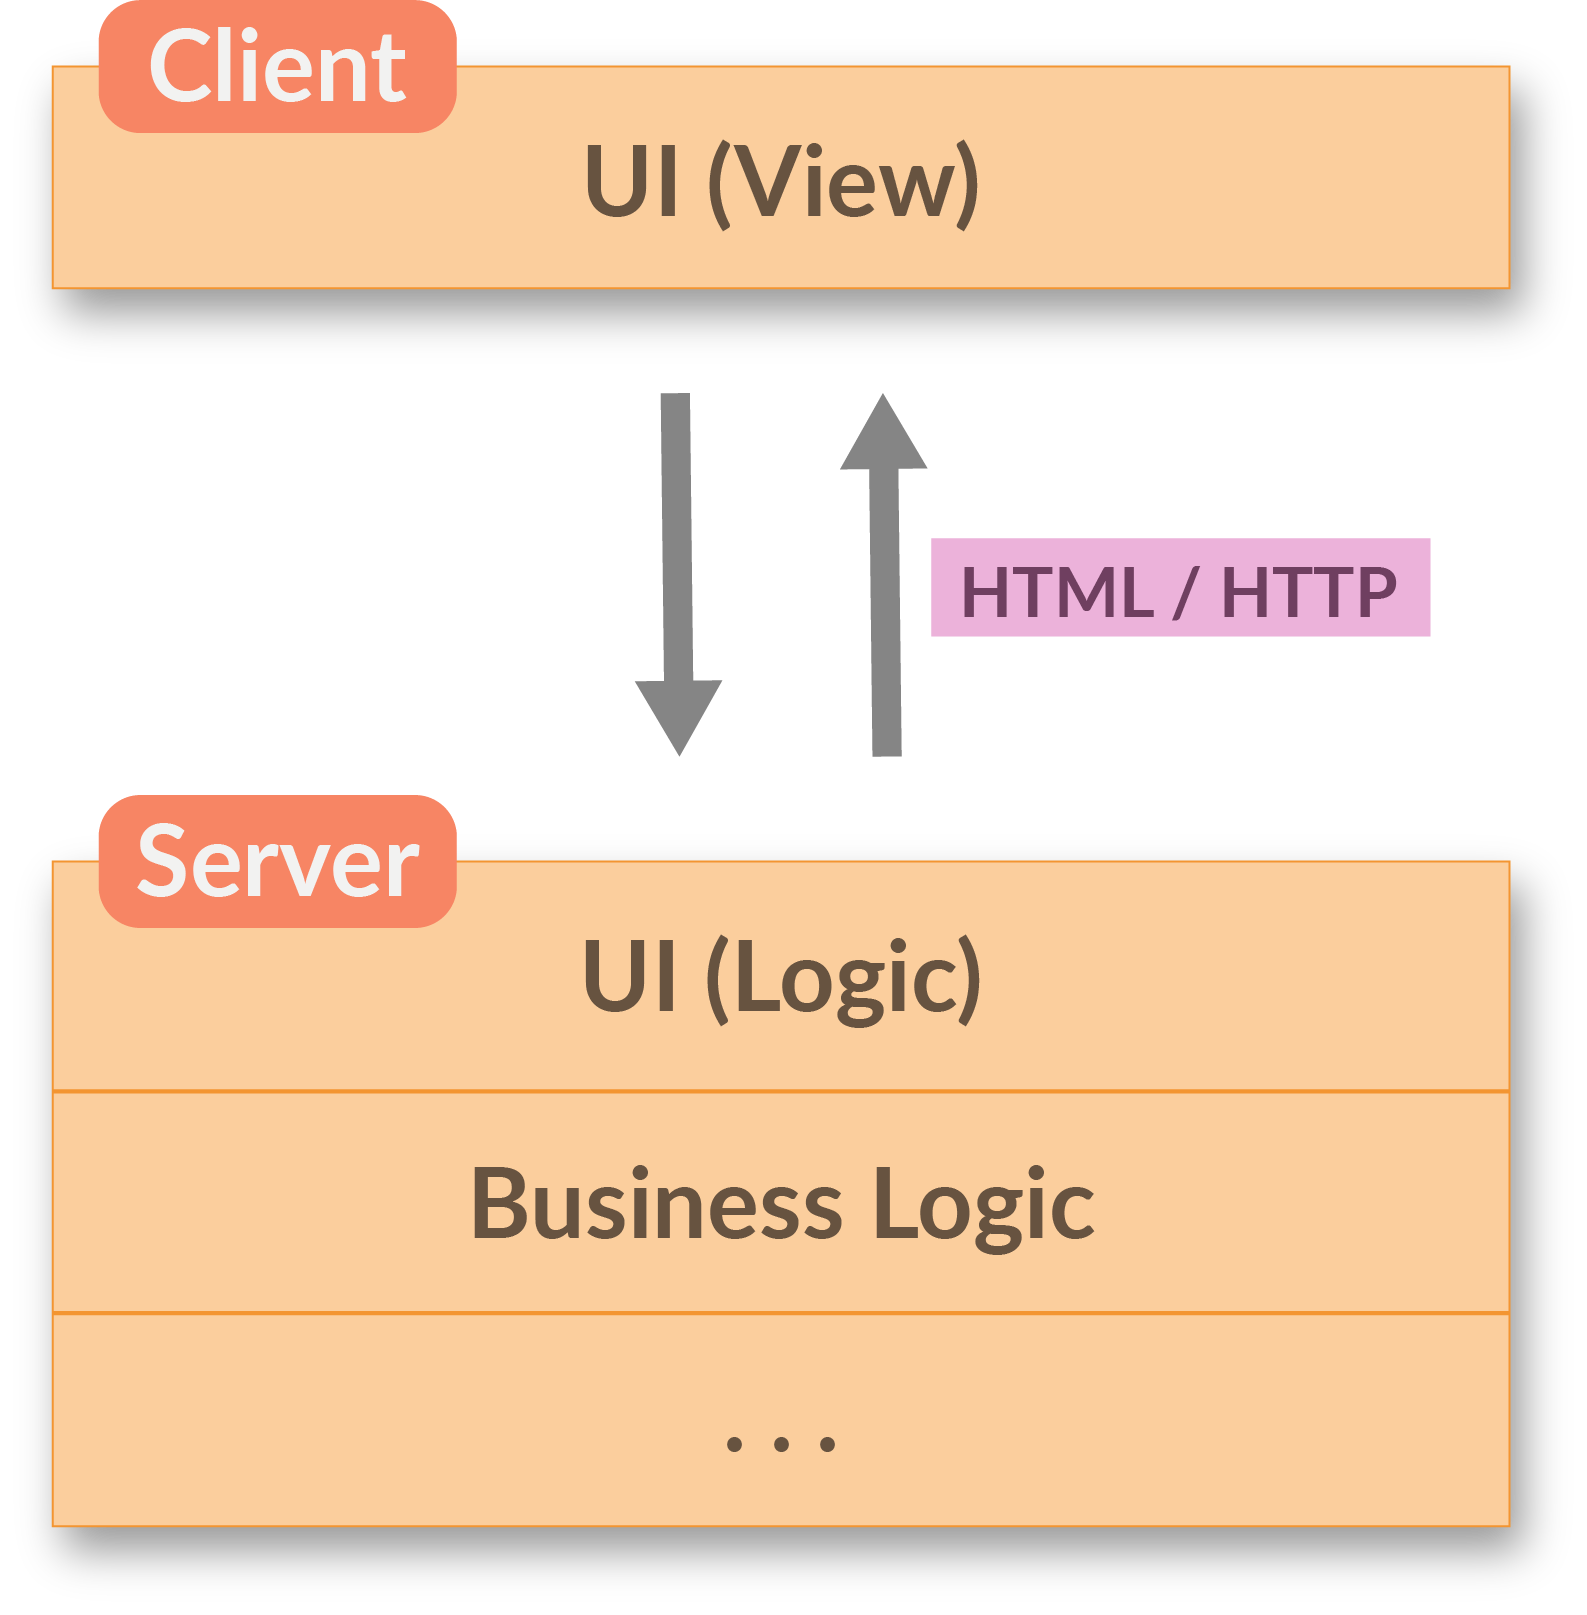 Client
UI (View)
HTML / HTTP
Server
UI (Logic)
Business Logic
. . .